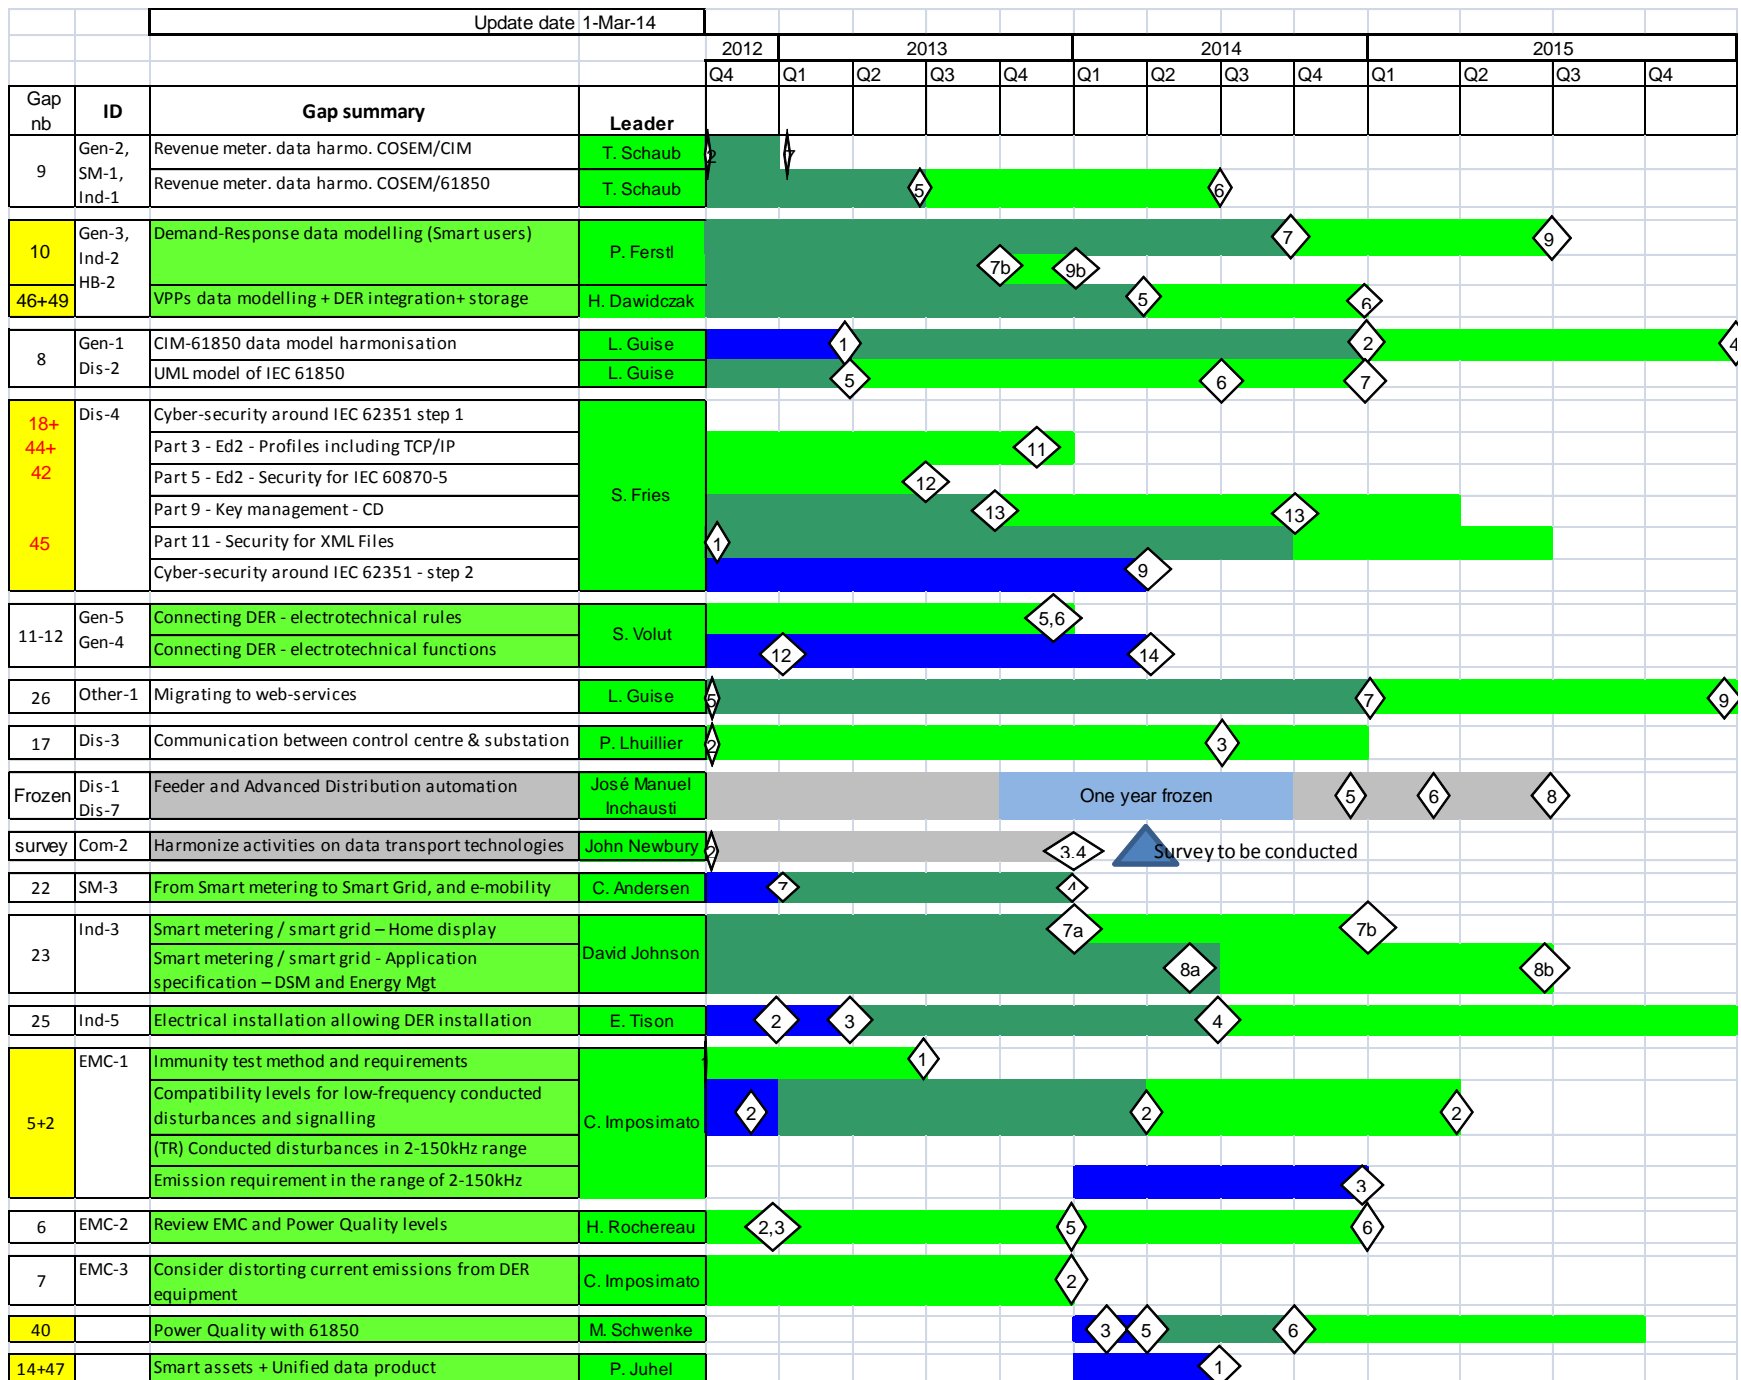 Update date 1-Mar-14
2012 2013 2014 2015
Q4 Q1 Q2 Q3 Q4 Q1 Q2 Q3 Q4 Q1 Q2 Q3 Q4
Gap nb ID Gap summary Leader
9 Gen-2, SM-1, Ind-1 Revenue meter. data harmo. COSEM/CIM T. Schaub 2 7
Revenue meter. data harmo. COSEM/61850 T. Schaub 5 6
10 Gen-3, Ind-2 HB-2 Demand-Response data modelling (Smart users) P. Ferstl 7 9
7b 9b
46+49 VPPs data modelling + DER integration+ storage H. Dawidczak 5 6
8 Gen-1 Dis-2 CIM-61850 data model harmonisation L. Guise 1 2 4
UML model of IEC 61850 L. Guise 5 6 7
18+ 44+ 42 Dis-4 Cyber-security around IEC 62351 step 1 S. Fries
Part 3 - Ed2 - Profiles including TCP/IP 11
Part 5 - Ed2 - Security for IEC 60870-5 12
Part 9 - Key management - CD 13 13
45 Part 11 - Security for XML Files 1
Cyber-security around IEC 62351 - step 2 9
11-12 Gen-5 Gen-4 Connecting DER - electrotechnical rules S. Volut 5,6
Connecting DER - electrotechnical functions 12 14
26 Other-1 Migrating to web-services L. Guise 5 7 9
17 Dis-3 Communication between control centre & substation P. Lhuillier 2 3
Frozen Dis-1 Dis-7 Feeder and Advanced Distribution automation José Manuel Inchausti One year frozen 5 6 8
survey Com-2 Harmonize activities on data transport technologies John Newbury 2 3,4 Survey to be conducted
22 SM-3 From Smart metering to Smart Grid, and e-mobility C. Andersen 7 4
23 Ind-3 Smart metering / smart grid – Home display David Johnson 7a 7b
Smart metering / smart grid - Application
specification – DSM and Energy Mgt 8a 8b
25 Ind-5 Electrical installation allowing DER installation E. Tison 2 3 4
5+2 EMC-1 Immunity test method and requirements C. Imposimato 1
Compatibility levels for low-frequency conducted
disturbances and signalling 2 2 2
(TR) Conducted disturbances in 2-150kHz range
Emission requirement in the range of 2-150kHz 3
6 EMC-2 Review EMC and Power Quality levels H. Rochereau 2,3 5 6
7 EMC-3 Consider distorting current emissions from DER
equipment C. Imposimato 2
40 Power Quality with 61850 M. Schwenke 3 5 6
14+47 Smart assets + Unified data product P. Juhel 1